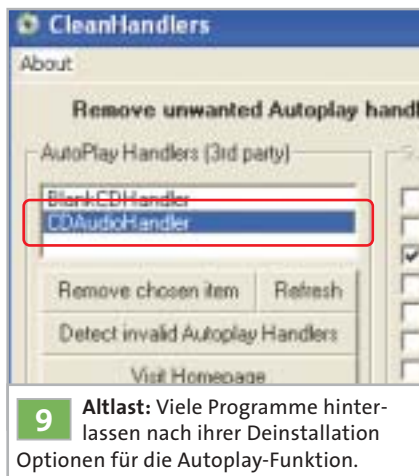 CleanHandlers
About
Remove unwanted Autoplay handl
AutoPlay Handlers (3rd party)
BlankCDHandler
CDAudioHandler
Remove chosen item Refresh
Detect invalid Autoplay Handlers
Visit Homepage
9 Altlast: Viele Programme hinter-
lassen nach ihrer Deinstallation
Optionen für die Autoplay-Funktion.